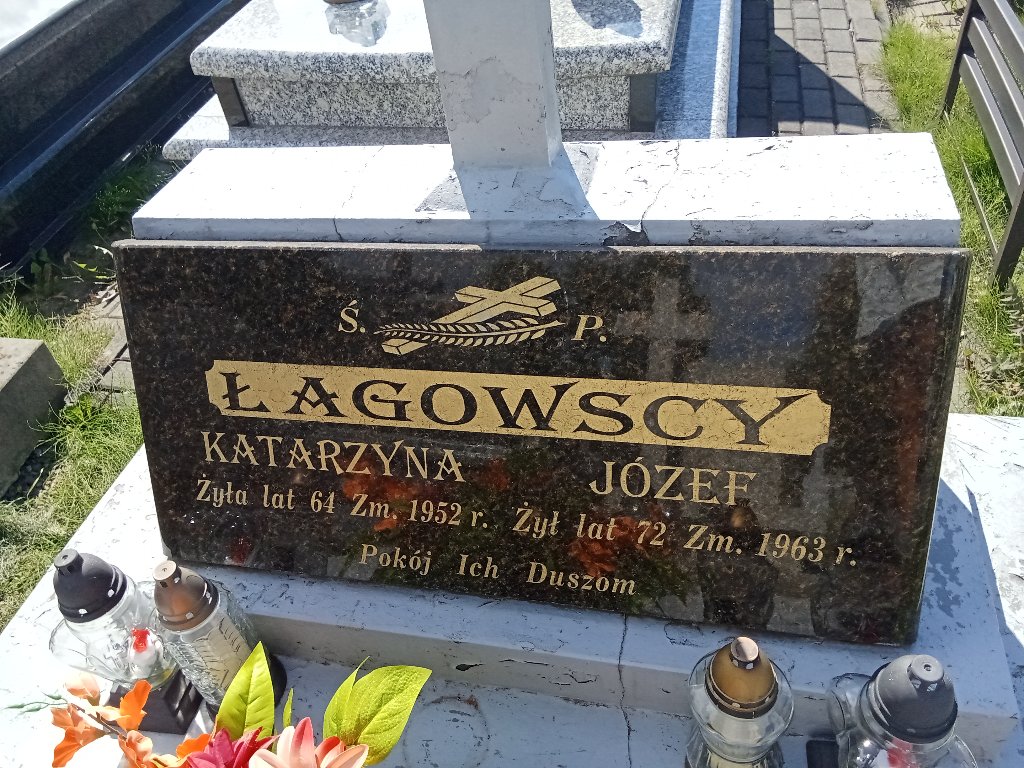 Ś. P.
ŁAGOWSCY
KATARZYNA JÓZEF
Żyła lat 64 Zm. 1952 r. Żył lat 72 Zm. 1963 r.
Pokój Ich Duszom